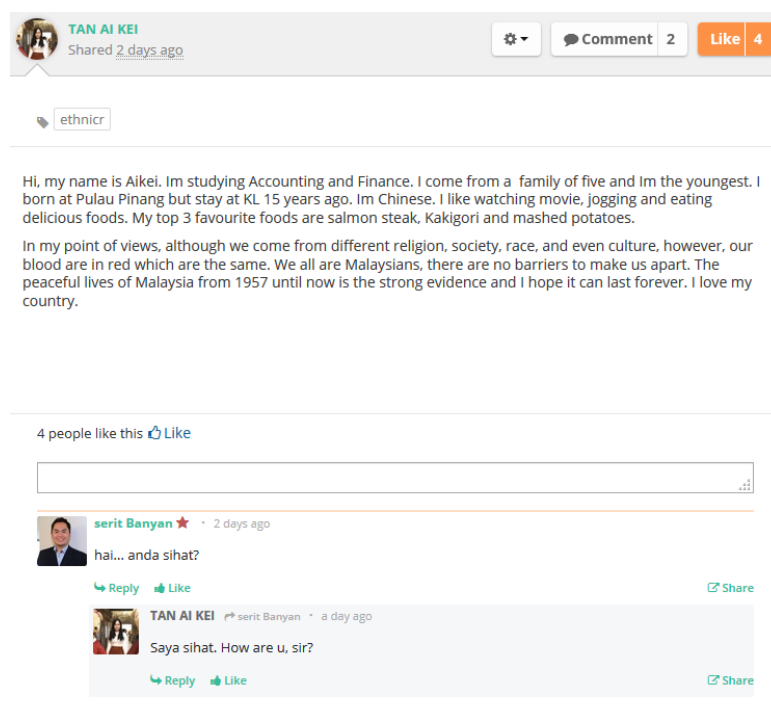 TAN AI KEI
Shared 2 days ago
Comment 2
Like 4
ethnicr
Hi, my name is Aikei. Im studying Accounting and Finance. I come from a family of five and Im the youngest. I
born at Pulau Pinang but stay at KL 15 years ago. Im Chinese. I like watching movie, jogging and eating
delicious foods. My top 3 favourite foods are salmon steak, Kakigori and mashed potatoes.
In my point of views, although we come from different religion, society, race, and even culture, however, our
blood are in red which are the same. We all are Malaysians, there are no barriers to make us apart. The
peaceful lives of Malaysia from 1957 until now is the strong evidence and I hope it can last forever. I love my
country.
4 people like this Like
serit Banyan · 2 days ago
hai... anda sihat?
Reply Like Share
TAN AI KEI serit Banyan · a day ago
Saya sihat. How are u, sir?
Reply Like Share